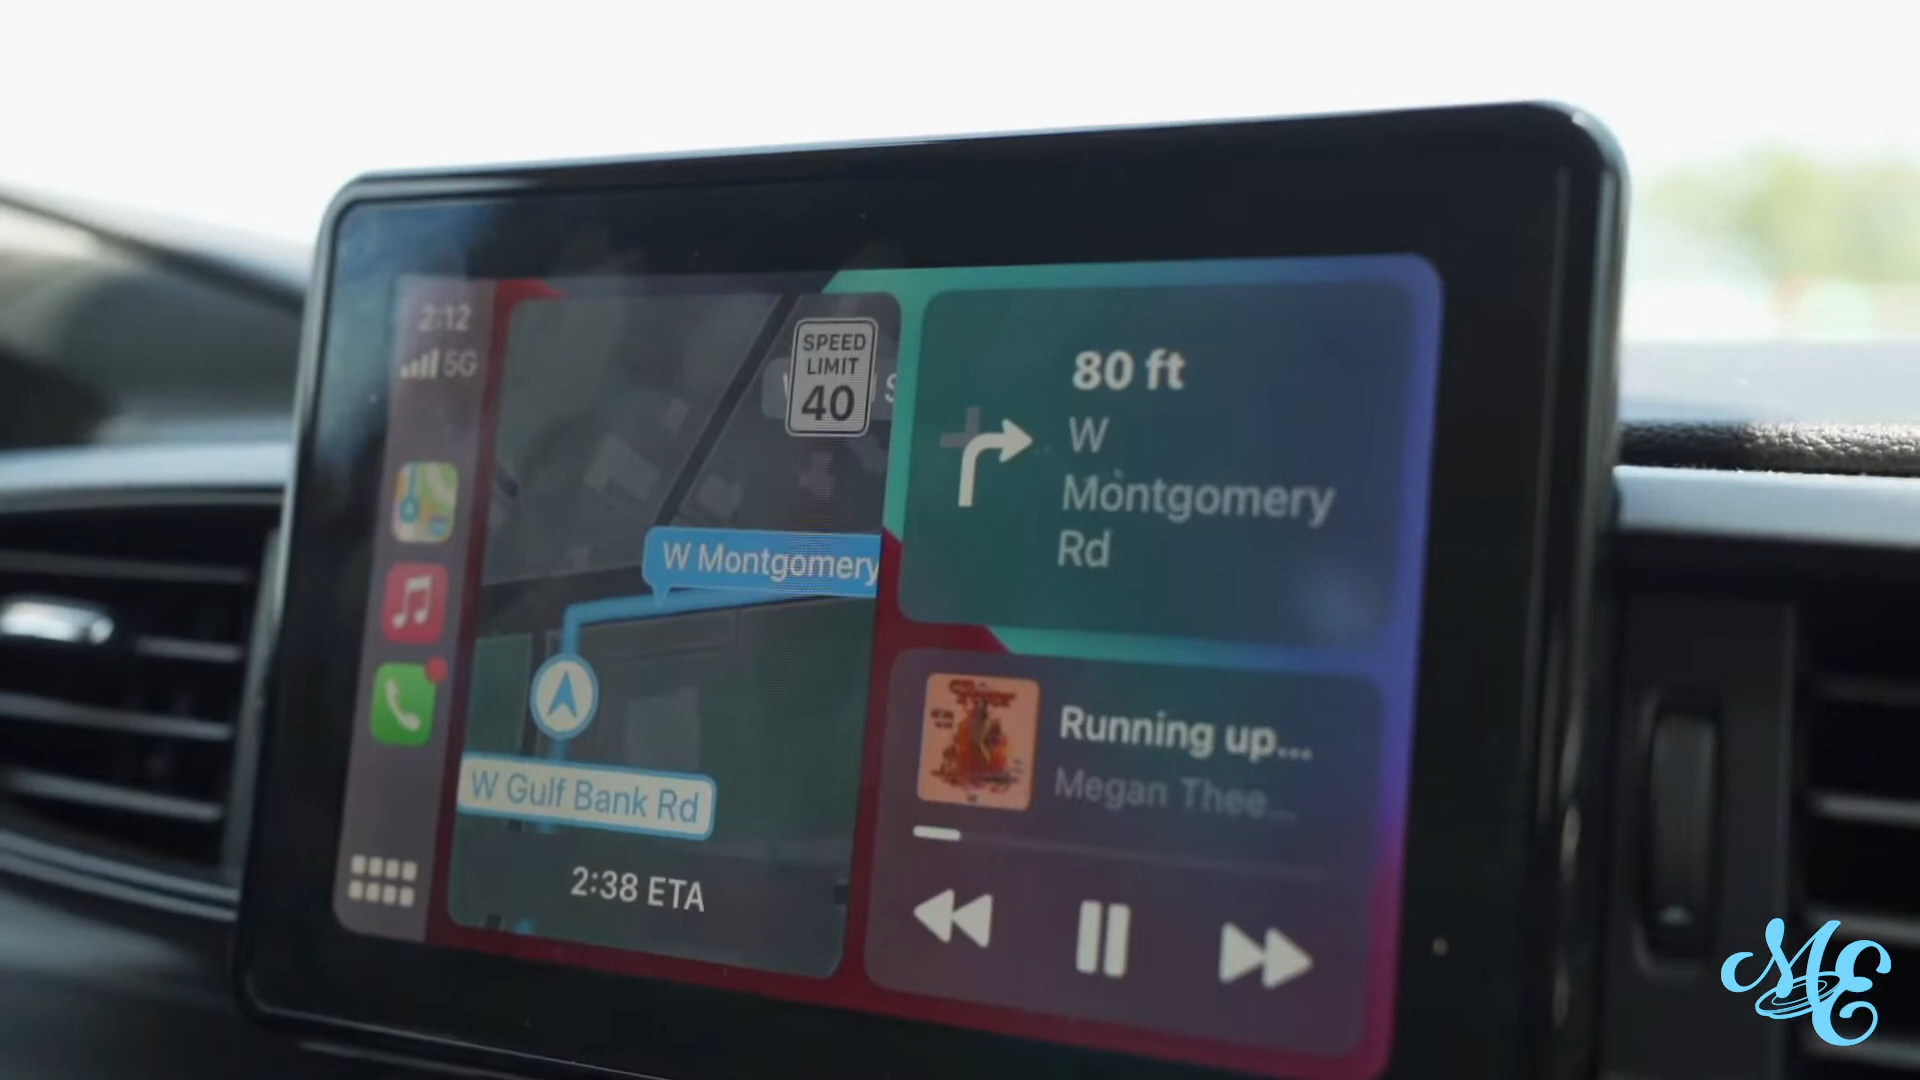 2:12
5G
SPEED
LIMIT
40
W Montgomery
W Gulf Bank Rd
2:38 ETA
80 ft
W
Montgomery
Rd
Running up...
Megan Thee...
ME